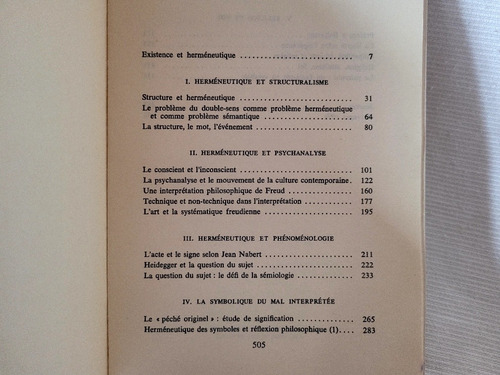 Existence et herméneutique .................. 7
I. HERMÉNEUTIQUE ET STRUCTURALISME
Structure et herméneutique .................. 31
Le problème du double-sens comme problème herméneutique
et comme problème sémantique .................. 64
La structure, le mot, l'événement .................. 80
II. HERMÉNEUTIQUE ET PSYCHANALYSE
Le conscient et l'inconscient .................. 101
La psychanalyse et le mouvement de la culture contemporaine. 122
Une interprétation philosophique de Freud .................. 160
Technique et non-technique dans l'interprétation .......... 177
L'art et la systématique freudienne .................. 195
III. HERMÉNEUTIQUE ET PHÉNOMÉNOLOGIE
L'acte et le signe selon Jean Nabert .................. 211
Heidegger et la question du sujet .................. 222
La question du sujet : le défi de la sémiologie .......... 233
IV. LA SYMBOLIQUE DU MAL INTERPRÉTÉE
Le « péché originel » : étude de signification .......... 265
Herméneutique des symboles et réflexion philosophique (1) .... 283
505